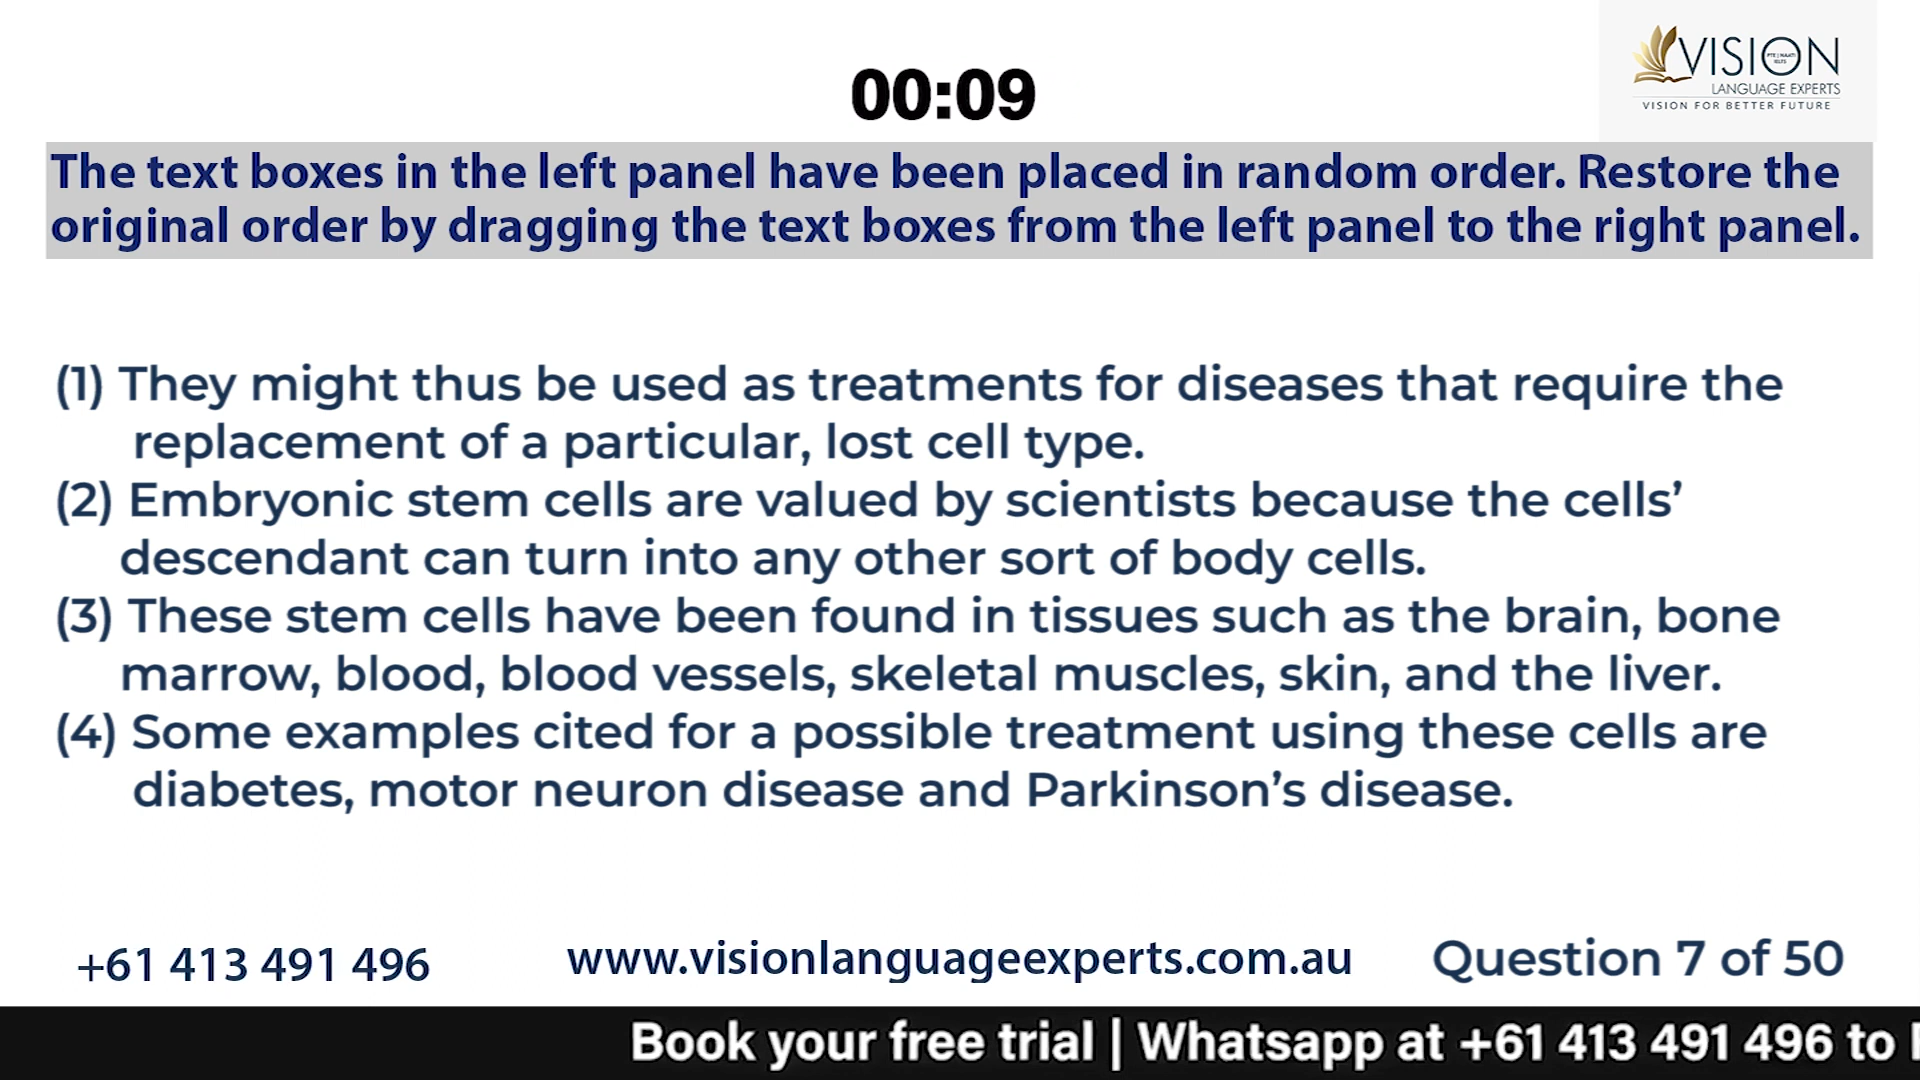 VISION
PTE | NAATI
IELTS
LANGUAGE EXPERTS
VISION FOR BETTER FUTURE
00:09
The text boxes in the left panel have been placed in random order. Restore the
original order by dragging the text boxes from the left panel to the right panel.
(1) They might thus be used as treatments for diseases that require the
replacement of a particular, lost cell type.
(2) Embryonic stem cells are valued by scientists because the cells’
descendant can turn into any other sort of body cells.
(3) These stem cells have been found in tissues such as the brain, bone
marrow, blood, blood vessels, skeletal muscles, skin, and the liver.
(4) Some examples cited for a possible treatment using these cells are
diabetes, motor neuron disease and Parkinson’s disease.
+61 413 491 496 www.visionlanguageexperts.com.au Question 7 of 50
Book your free trial | Whatsapp at +61 413 491 496 to